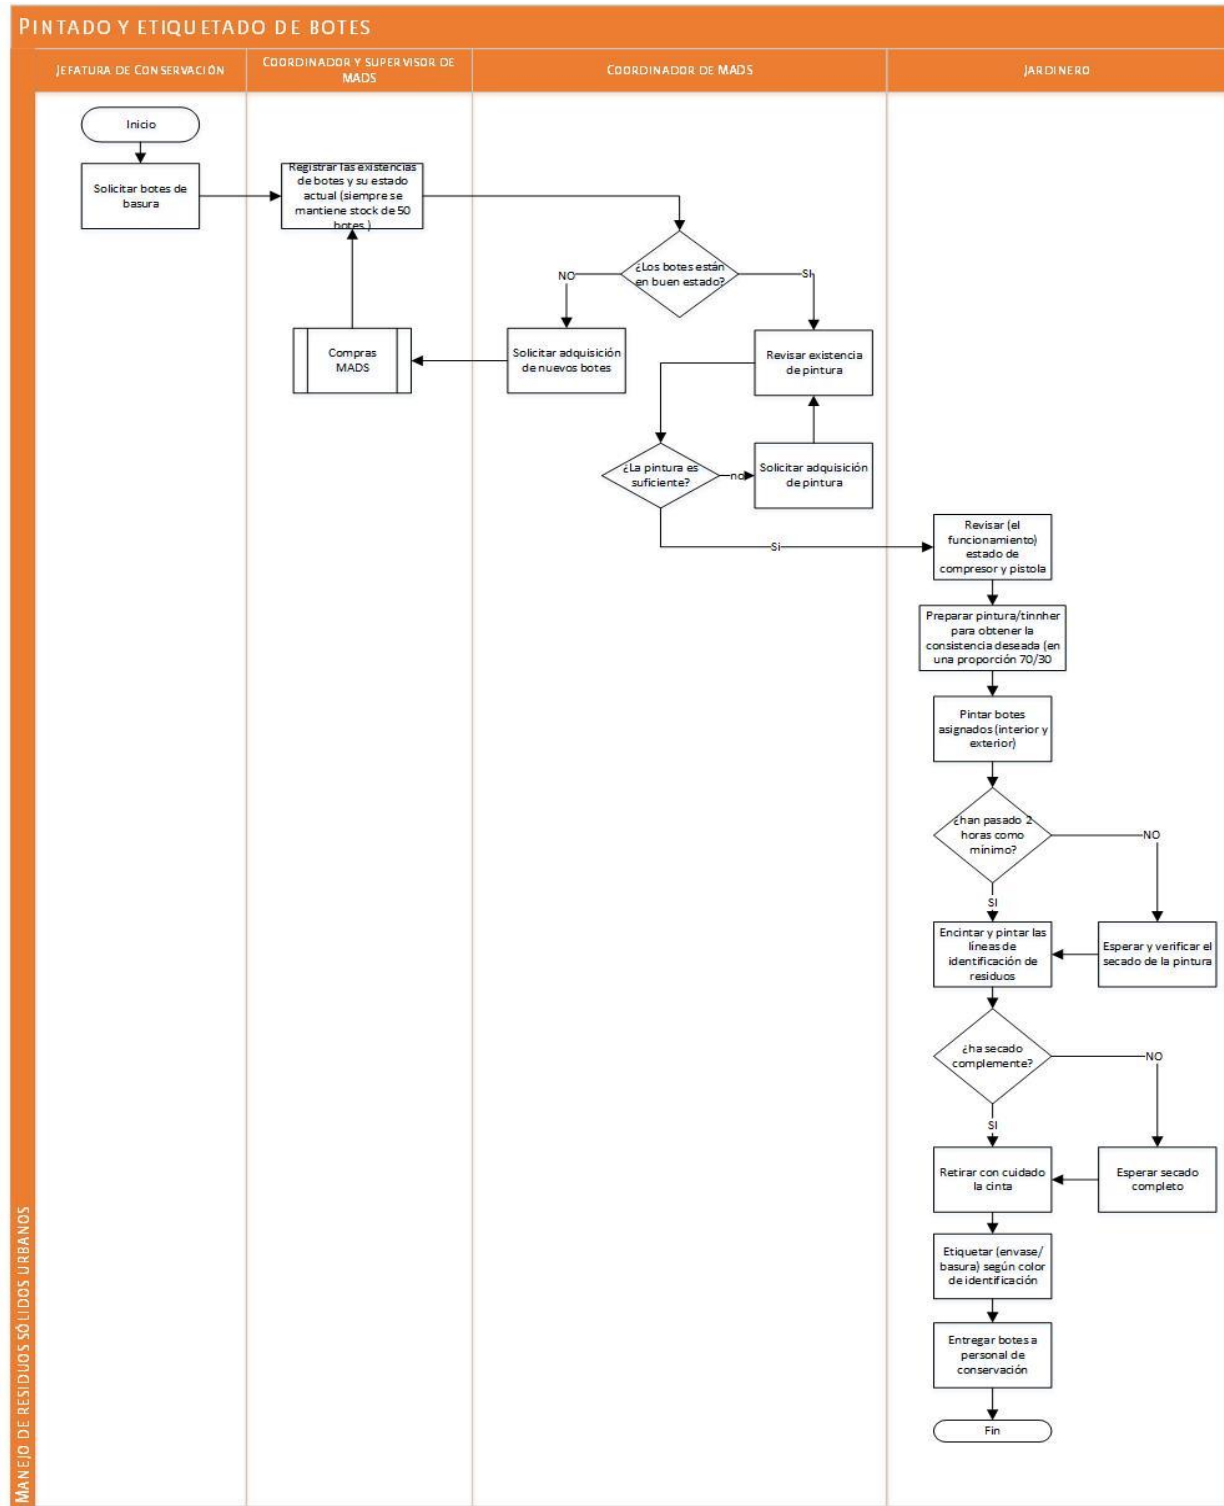 PINTADO Y ETIQUETADO DE BOTES
JEFATURA DE CONSERVACIÓN
COORDINADOR Y SUPERVISOR DE
MADS
COORDINADOR DE MADS
JARDINERO
Inicio
Solicitar botes de
basura
Registrar las existencias
de botes y su estado
actual (siempre se
mantiene stock de 50
botes )
¿Los botes están
en buen estado?
NO
SI
Compras
MADS
Solicitar adquisición
de nuevos botes
Revisar existencia
de pintura
¿La pintura es
suficiente?
no
Solicitar adquisición
de pintura
Si
Revisar (el
funcionamiento)
estado de
compresor y pistola
Preparar pintura/tinnher
para obtener la
consistencia deseada (en
una proporción 70/30
Pintar botes
asignados (interior y
exterior)
¿han pasado 2
horas como
mínimo?
NO
SI
Encintar y pintar las
líneas de
identificación de
residuos
Esperar y verificar el
secado de la pintura
¿ha secado
complemente?
NO
SI
Retirar con cuidado
la cinta
Esperar secado
completo
Etiquetar (envase/
basura) según color
de identificación
Entregar botes a
personal de
conservación
Fin
MANEJO DE RESIDUOS SÓLIDOS URBANOS